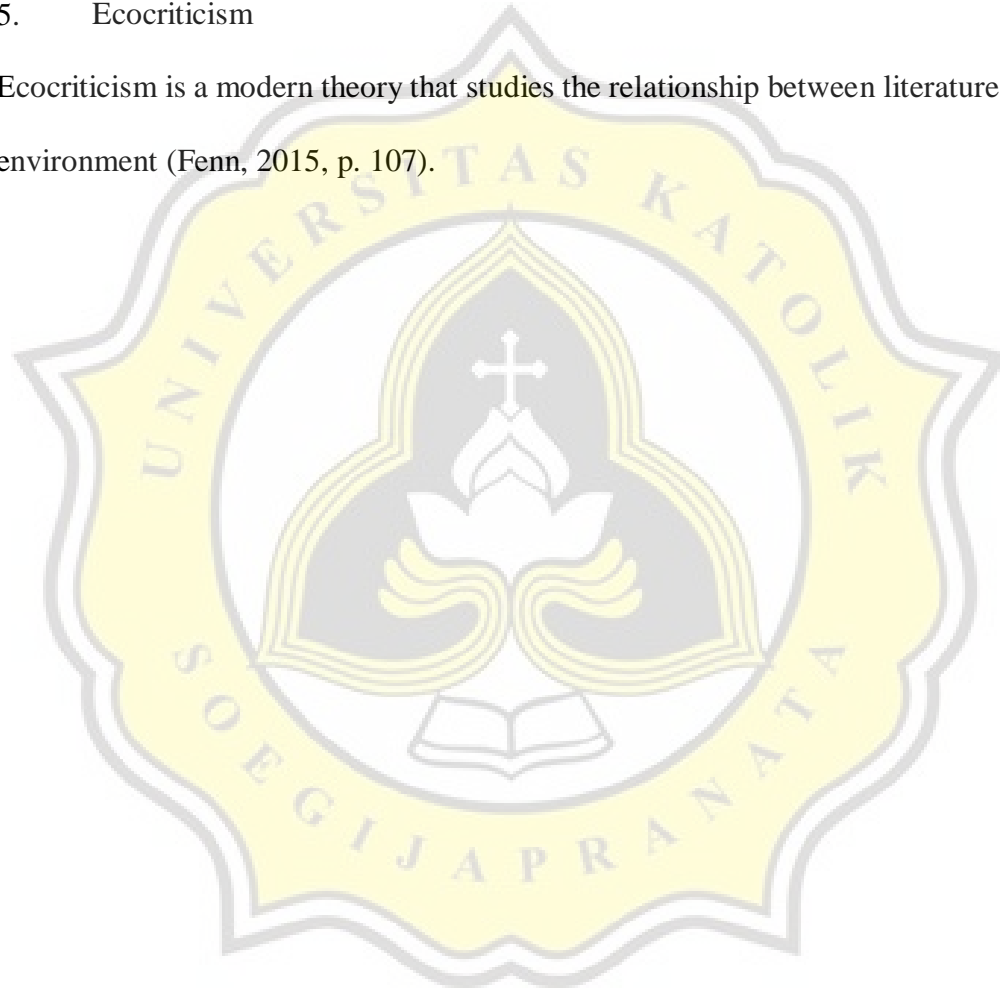 5. Ecocriticism
Ecocriticism is a modern theory that studies the relationship between literature
environment (Fenn, 2015, p. 107).
UNIVERSITAS KATOLIK
SOEGIJAPRANATA